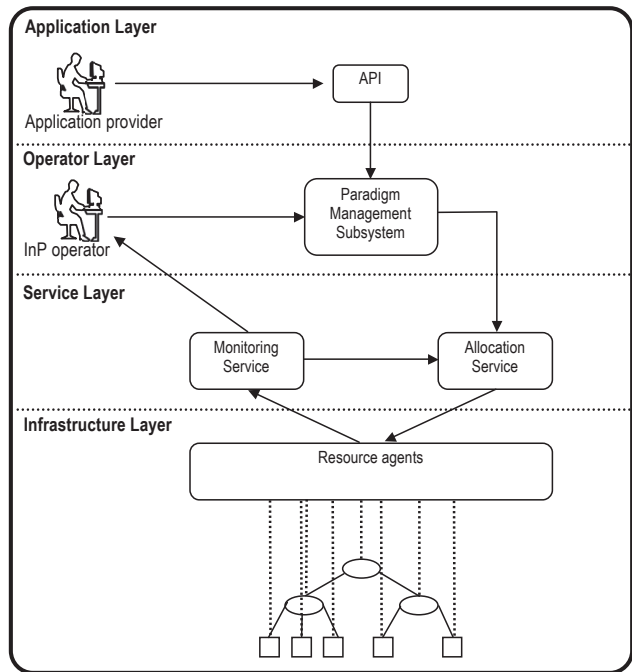 Application Layer
API
Application provider
Operator Layer
Paradigm
Management
Subsystem
InP operator
Service Layer
Monitoring
Service
Allocation
Service
Infrastructure Layer
Resource agents